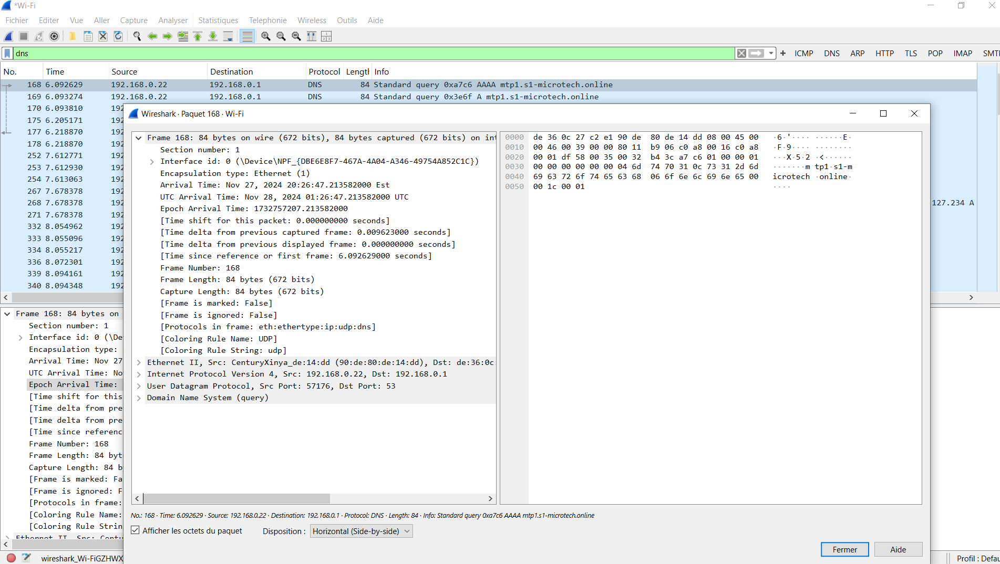 *Wi-Fi
Fichier Editer Vue Aller Capture Analyser Statistiques Telephonie Wireless Outils Aide
dns
+ ICMP DNS ARP HTTP TLS POP IMAP SMT
No. Time Source Destination Protocol Length Info
168 6.092629 192.168.0.22 192.168.0.1 DNS 84 Standard query 0xa7c6 AAAA mtp1.s1-microtech.online
169 6.093274 192.168.0.22 192.168.0.1 DNS 84 Standard query 0x3e6f A mtp1.s1-microtech.online
170 6.093810 192
175 6.205171 192
177 6.218870 192
178 6.218870 192
252 7.612771 192
253 7.612930 192
254 7.613063 192
267 7.678378 192
268 7.678378 192 127.234 A
271 7.678378 192
332 8.054962 192
333 8.055096 192
334 8.055217 192
336 8.072301 192
339 8.094161 192
340 8.094348 192
Frame 168: 84 bytes on
Section number: 1
Interface id: 0 (\De
Encapsulation type:
Arrival Time: Nov 27
UTC Arrival Time: No
Epoch Arrival Time:
[Time shift for this
[Time delta from pre
[Time delta from pre
[Time since referenc
Frame Number: 168
Frame Length: 84 byt
Capture Length: 84 b
[Frame is marked: Fa
[Frame is ignored: F
[Protocols in frame:
[Coloring Rule Name:
[Coloring Rule Strin
Ethernet II, Src: Centu
Wireshark · Paquet 168 · Wi-Fi
Frame 168: 84 bytes on wire (672 bits), 84 bytes captured (672 bits) on int
Section number: 1
Interface id: 0 (\Device\NPF_{DBE6E8F7-467A-4A04-A346-49754A852C1C})
Encapsulation type: Ethernet (1)
Arrival Time: Nov 27, 2024 20:26:47.213582000 Est
UTC Arrival Time: Nov 28, 2024 01:26:47.213582000 UTC
Epoch Arrival Time: 1732757207.213582000
[Time shift for this packet: 0.000000000 seconds]
[Time delta from previous captured frame: 0.009623000 seconds]
[Time delta from previous displayed frame: 0.000000000 seconds]
[Time since reference or first frame: 6.092629000 seconds]
Frame Number: 168
Frame Length: 84 bytes (672 bits)
Capture Length: 84 bytes (672 bits)
[Frame is marked: False]
[Frame is ignored: False]
[Protocols in frame: eth:ethertype:ip:udp:dns]
[Coloring Rule Name: UDP]
[Coloring Rule String: udp]
Ethernet II, Src: CenturyXinya_de:14:dd (90:de:80:de:14:dd), Dst: de:36:0c:
Internet Protocol Version 4, Src: 192.168.0.22, Dst: 192.168.0.1
User Datagram Protocol, Src Port: 57176, Dst Port: 53
Domain Name System (query)
0000 de 36 0c 27 c2 e1 90 de 80 de 14 dd 08 00 45 00 ·6·'···· ······E·
0010 00 46 00 39 00 00 80 11 b9 06 c0 a8 00 16 c0 a8 ·F·9···· ········
0020 00 01 df 58 00 35 00 32 b4 3c a7 c6 01 00 00 01 ···X·5·2 ·<······
0030 00 00 00 00 00 00 04 6d 74 70 31 0c 73 31 2d 6d ·······m tp1·s1-m
0040 69 63 72 6f 74 65 63 68 06 6f 6e 6c 69 6e 65 00 icrotech ·online·
0050 00 1c 00 01 ····
No.: 168 · Time: 6.092629 · Source: 192.168.0.22 · Destination: 192.168.0.1 · Protocol: DNS · Length: 84 · Info: Standard query 0xa7c6 AAAA mtp1.s1-microtech.online
Afficher les octets du paquet Disposition : Horizontal (Side-by-side)
Fermer Aide
wireshark_Wi-FiGZHWX Profil : Defau